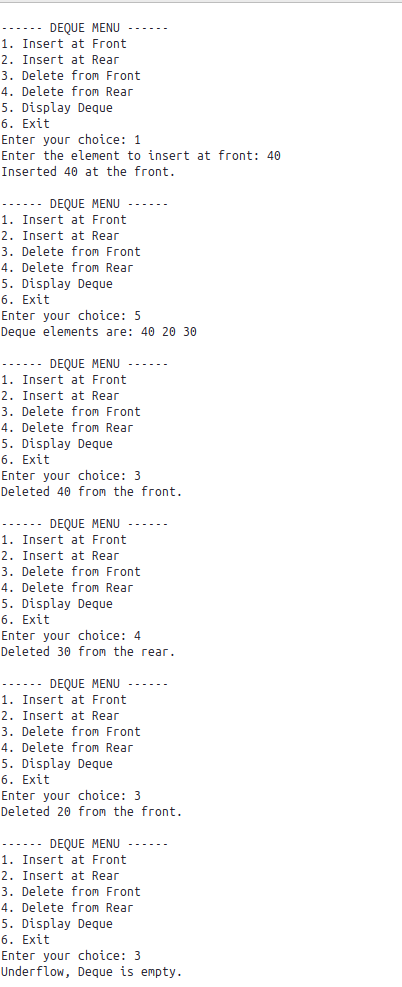 ------ DEQUE MENU ------
1. Insert at Front
2. Insert at Rear
3. Delete from Front
4. Delete from Rear
5. Display Deque
6. Exit
Enter your choice: 1
Enter the element to insert at front: 40
Inserted 40 at the front.

------ DEQUE MENU ------
1. Insert at Front
2. Insert at Rear
3. Delete from Front
4. Delete from Rear
5. Display Deque
6. Exit
Enter your choice: 5
Deque elements are: 40 20 30

------ DEQUE MENU ------
1. Insert at Front
2. Insert at Rear
3. Delete from Front
4. Delete from Rear
5. Display Deque
6. Exit
Enter your choice: 3
Deleted 40 from the front.

------ DEQUE MENU ------
1. Insert at Front
2. Insert at Rear
3. Delete from Front
4. Delete from Rear
5. Display Deque
6. Exit
Enter your choice: 4
Deleted 30 from the rear.

------ DEQUE MENU ------
1. Insert at Front
2. Insert at Rear
3. Delete from Front
4. Delete from Rear
5. Display Deque
6. Exit
Enter your choice: 3
Deleted 20 from the front.

------ DEQUE MENU ------
1. Insert at Front
2. Insert at Rear
3. Delete from Front
4. Delete from Rear
5. Display Deque
6. Exit
Enter your choice: 3
Underflow, Deque is empty.